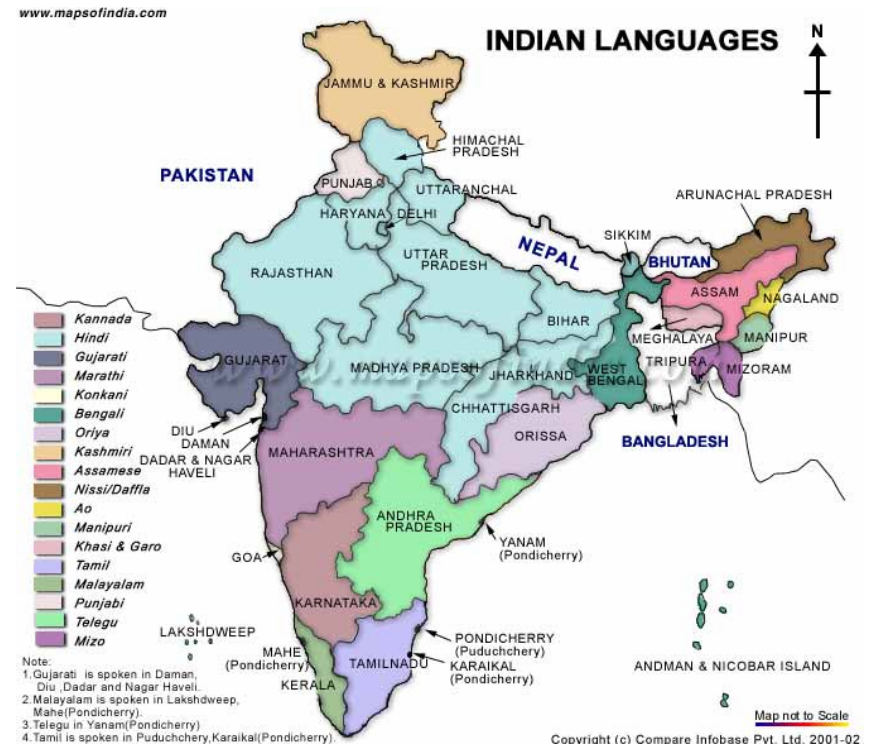 www.mapsofindia.com
INDIAN LANGUAGES
N
JAMMU & KASHMIR
HIMACHAL
PRADESH
PAKISTAN
PUNJAB
UTTARANCHAL
ARUNACHAL PRADESH
HARYANA
DELHI
SIKKIM
NEPAL
BHUTAN
UTTAR
PRADESH
RAJASTHAN
ASSAM
NAGALAND
BIHAR
MEGHALAYA
MANIPUR
GUJARAT
MADHYA PRADESH
JHARKHAND
WEST
BENGAL
TRIPURA
MIZORAM
www.mapsofindia.com
CHHATTISGARH
ORISSA
BANGLADESH
DIU
DAMAN
DADAR & NAGAR
HAVELI
MAHARASHTRA
ANDHRA
PRADESH
YANAM
(Pondicherry)
GOA
KARNATAKA
LAKSHDWEEP
MAHE
(Pondicherry)
KERALA
TAMILNADU
PONDICHERRY
(Puduchery)
KARAIKAL
(Pondicherry)
ANDMAN & NICOBAR ISLAND
Kannada
Hindi
Gujarati
Marathi
Konkani
Bengali
Oriya
Kashmiri
Assamese
Nissi/Daffla
Ao
Manipuri
Khasi & Garo
Tamil
Malayalam
Punjabi
Telegu
Mizo
Note:
1.Gujarati is spoken in Daman,
Diu ,Dadar and Nagar Haveli.
2.Malayalam is spoken in Lakshdweep,
Mahe(Pondicherry).
3.Telegu in Yanam(Pondicherry)
4.Tamil is spoken in Puduchchery,Karaikal(Pondicherry).
Map not to Scale
Copyright (c) Compare Infobase Pvt. Ltd. 2001-02